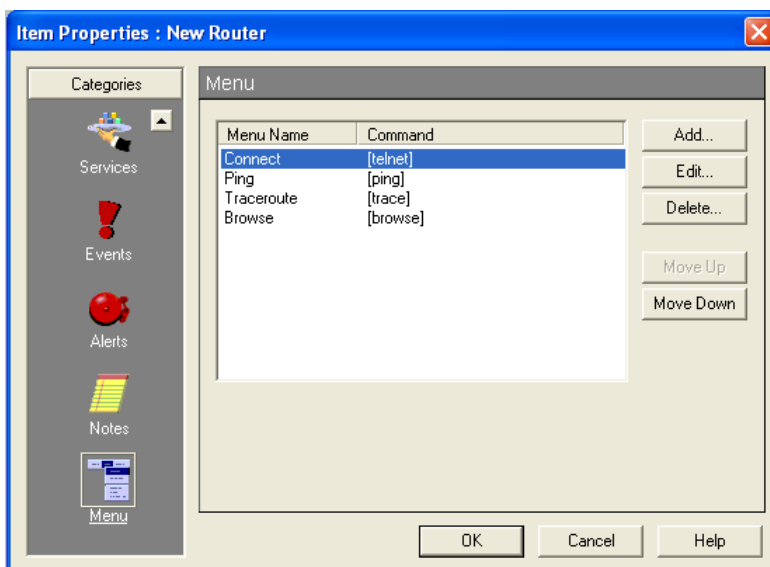 Item Properties : New Router
Categories
Services
Events
Alerts
Notes
Menu
Menu
Menu Name Command
Connect [telnet]
Ping [ping]
Traceroute [trace]
Browse [browse]
Add...
Edit...
Delete...
Move Up
Move Down
OK Cancel Help